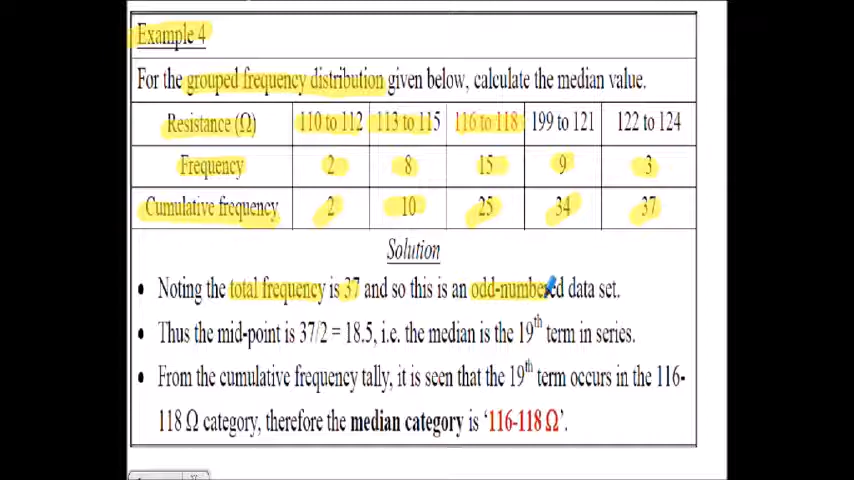 Example 4
For the grouped frequency distribution given below, calculate the median value.
Resistance (Ω) 110 to 112 113 to 115 116 to 118 199 to 121 122 to 124
Frequency 2 8 15 9 3
Cumulative frequency 2 10 25 34 37
Solution
• Noting the total frequency is 37 and so this is an odd-numbered data set.
• Thus the mid-point is 37/2 = 18.5, i.e. the median is the 19th term in series.
• From the cumulative frequency tally, it is seen that the 19th term occurs in the 116-
118 Ω category, therefore the median category is ‘116-118 Ω’.